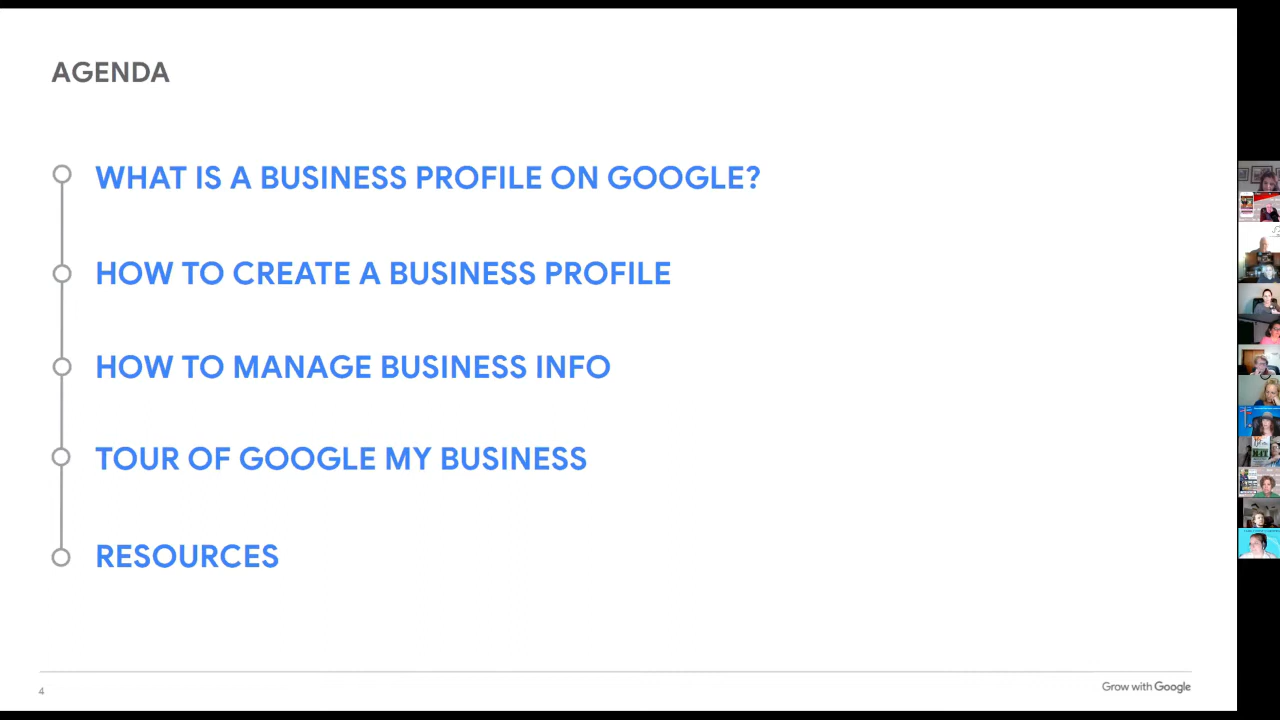 AGENDA
WHAT IS A BUSINESS PROFILE ON GOOGLE?
HOW TO CREATE A BUSINESS PROFILE
HOW TO MANAGE BUSINESS INFO
TOUR OF GOOGLE MY BUSINESS
RESOURCES
4
Grow with Google